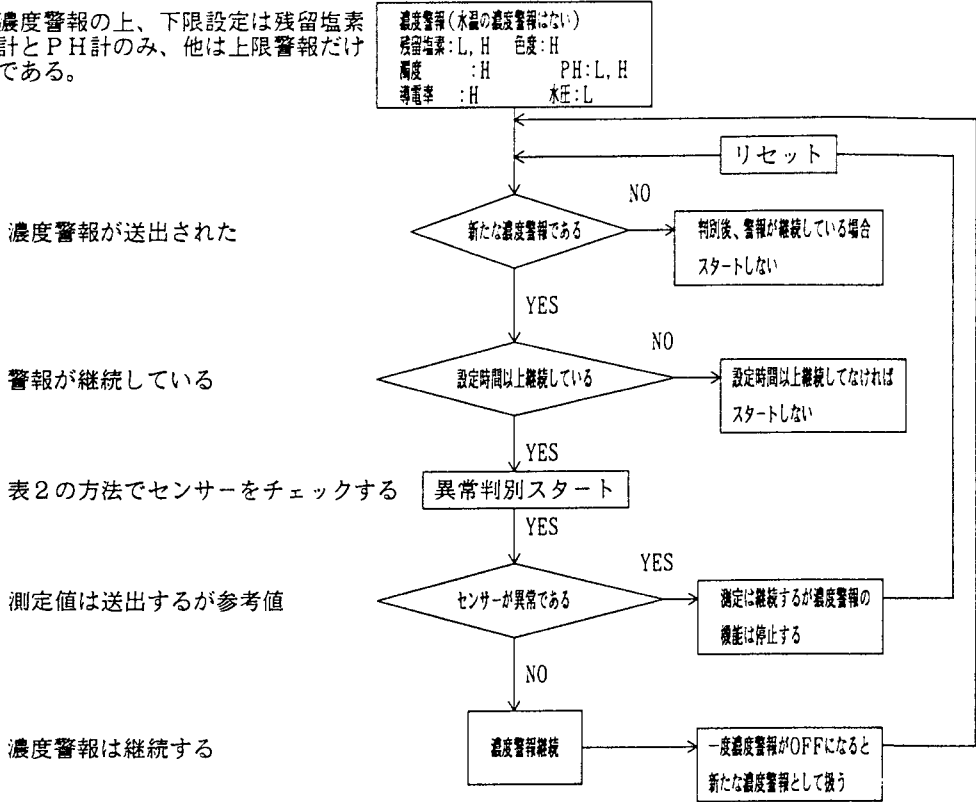 濃度警報の上、下限設定は残留塩素
計とPH計のみ、他は上限警報だけ
である。
濃度警報(水温の濃度警報はない)
残留塩素:L,H 色度:H
濁度 :H PH:L,H
導電率 :H 水圧:L
リセット
濃度警報が送出された
新たな濃度警報である
NO
判別後、警報が継続している場合
スタートしない
YES
警報が継続している
設定時間以上継続している
NO
設定時間以上継続してなければ
スタートしない
YES
表2の方法でセンサーをチェックする
異常判別スタート
YES
測定値は送出するが参考値
センサーが異常である
YES
測定は継続するが濃度警報の
機能は停止する
NO
濃度警報は継続する
濃度警報継続
一度濃度警報がOFFになると
新たな濃度警報として扱う